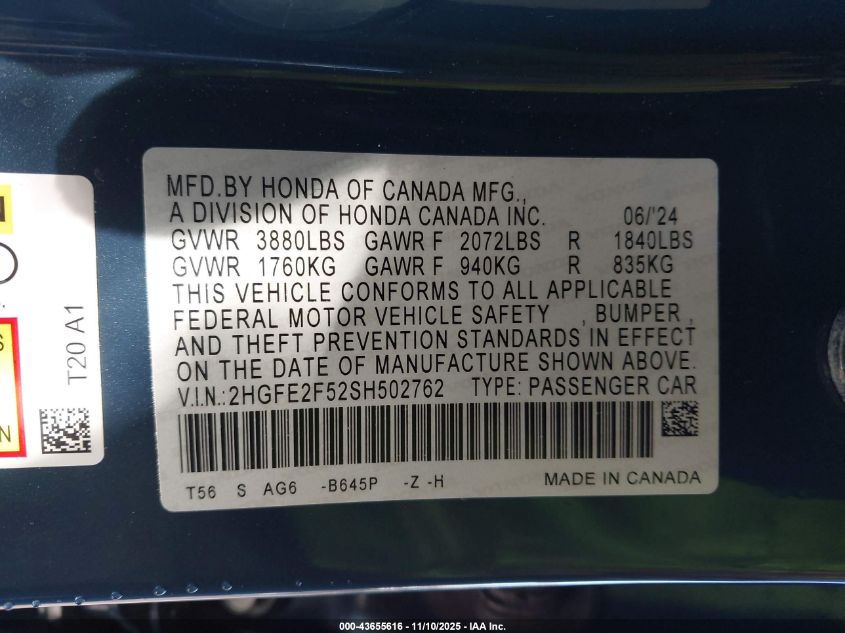 MFD.BY HONDA OF CANADA MFG.,
A DIVISION OF HONDA CANADA INC. 06/'24
GVWR 3880LBS GAWR F 2072LBS R 1840LBS
GVWR 1760KG GAWR F 940KG R 835KG
THIS VEHICLE CONFORMS TO ALL APPLICABLE
FEDERAL MOTOR VEHICLE SAFETY , BUMPER ,
AND THEFT PREVENTION STANDARDS IN EFFECT
ON THE DATE OF MANUFACTURE SHOWN ABOVE.
V.I.N.:2HGFE2F52SH502762 TYPE: PASSENGER CAR
T56 S AG6 -B645P -Z -H MADE IN CANADA
T20 A1
000-43655616 - 11/10/2025 - IAA Inc.